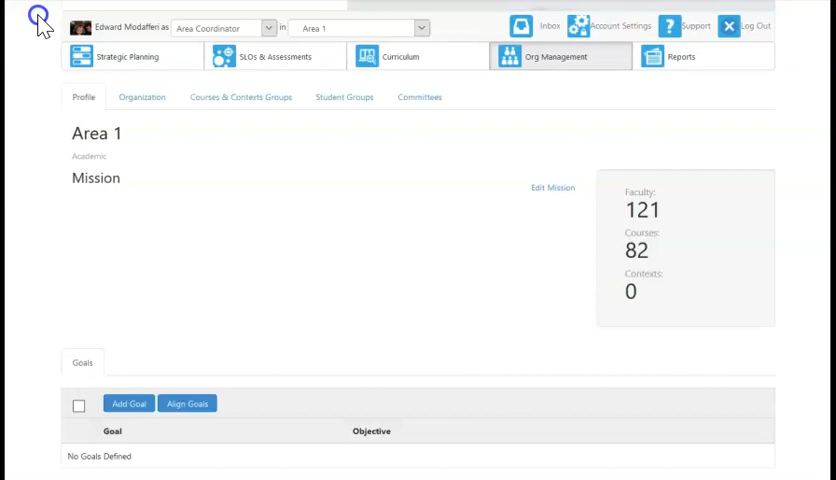 Edward Modafferi as Area Coordinator in Area 1 Inbox Account Settings Support Log Out
Strategic Planning SLOs & Assessments Curriculum Org Management Reports
Profile Organization Courses & Contexts Groups Student Groups Committees
Area 1
Academic
Mission
Edit Mission
Faculty:
121
Courses:
82
Contexts:
0
Goals
Add Goal Align Goals
Goal Objective
No Goals Defined